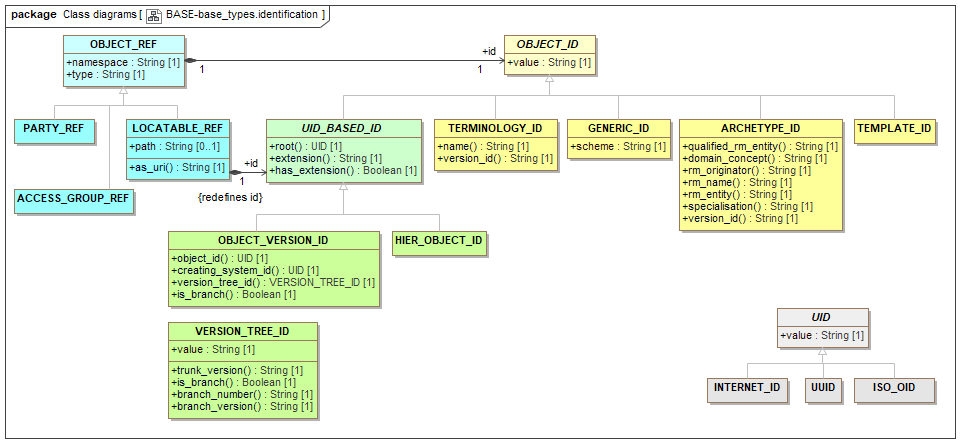 package Class diagrams [ BASE-base_types.identification ]
OBJECT_REF
+namespace : String [1]
+type : String [1]
1
+id
1
OBJECT_ID
+value : String [1]
PARTY_REF
LOCATABLE_REF
+path : String [0..1]
+as_uri() : String [1]
ACCESS_GROUP_REF
+id
1
{redefines id}
UID_BASED_ID
+root() : UID [1]
+extension() : String [1]
+has_extension() : Boolean [1]
TERMINOLOGY_ID
+name() : String [1]
+version_id() : String [1]
GENERIC_ID
+scheme : String [1]
ARCHETYPE_ID
+qualified_rm_entity() : String [1]
+domain_concept() : String [1]
+rm_originator() : String [1]
+rm_name() : String [1]
+rm_entity() : String [1]
+specialisation() : String [1]
+version_id() : String [1]
TEMPLATE_ID
OBJECT_VERSION_ID
+object_id() : UID [1]
+creating_system_id() : UID [1]
+version_tree_id() : VERSION_TREE_ID [1]
+is_branch() : Boolean [1]
HIER_OBJECT_ID
VERSION_TREE_ID
+value : String [1]
+trunk_version() : String [1]
+is_branch() : Boolean [1]
+branch_number() : String [1]
+branch_version() : String [1]
UID
+value : String [1]
INTERNET_ID
UUID
ISO_OID